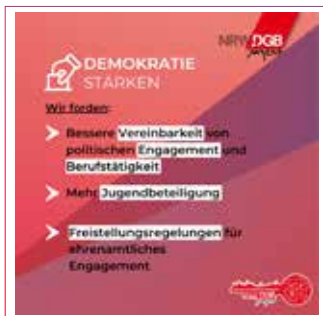 NRW DGB
jugend
DEMOKRATIE
STÄRKEN
Wir fordern:
Bessere Vereinbarkeit von
politischen Engagement und
Berufstätigkeit
Mehr Jugendbeteiligung
Freistellungsregelungen für
ehrenamtliches
Engagement